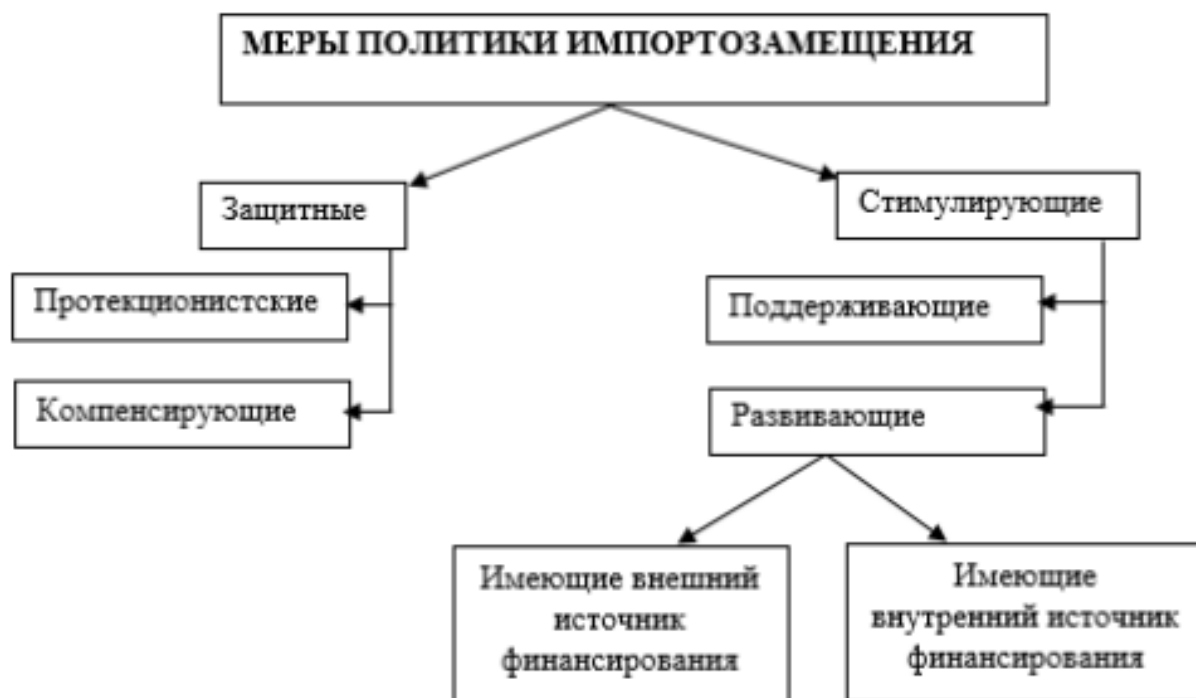 МЕРЫ ПОЛИТИКИ ИМПОРТОЗАМЕЩЕНИЯ
Защитные
Стимулирующие
Протекционистские
Поддерживающие
Компенсирующие
Развивающие
Имеющие внешний
источник
финансирования
Имеющие
внутренний источник
финансирования